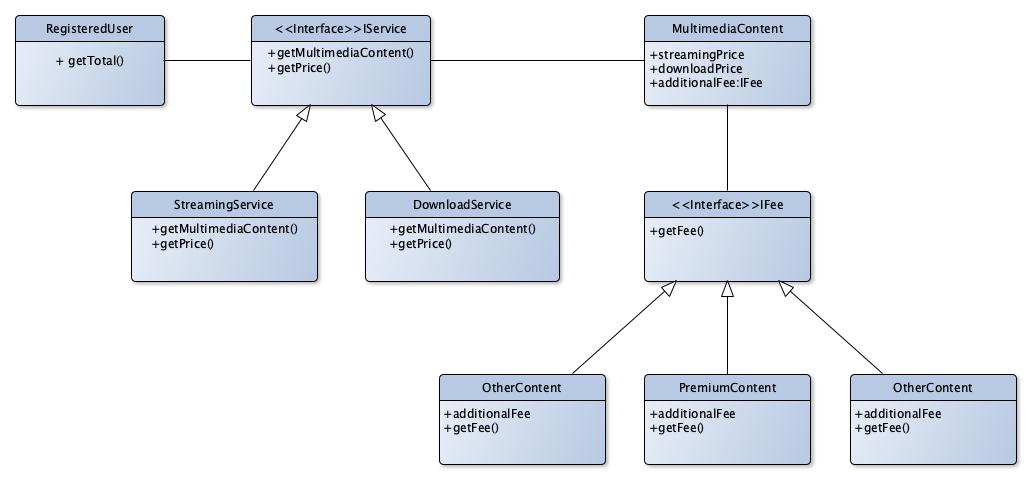 RegisteredUser
+ getTotal()
<<Interface>>IService
+getMultimediaContent()
+getPrice()
MultimediaContent
+streamingPrice
+downloadPrice
+additionalFee:IFee
StreamingService
+getMultimediaContent()
+getPrice()
DownloadService
+getMultimediaContent()
+getPrice()
<<Interface>>IFee
+getFee()
OtherContent
+additionalFee
+getFee()
PremiumContent
+additionalFee
+getFee()
OtherContent
+additionalFee
+getFee()